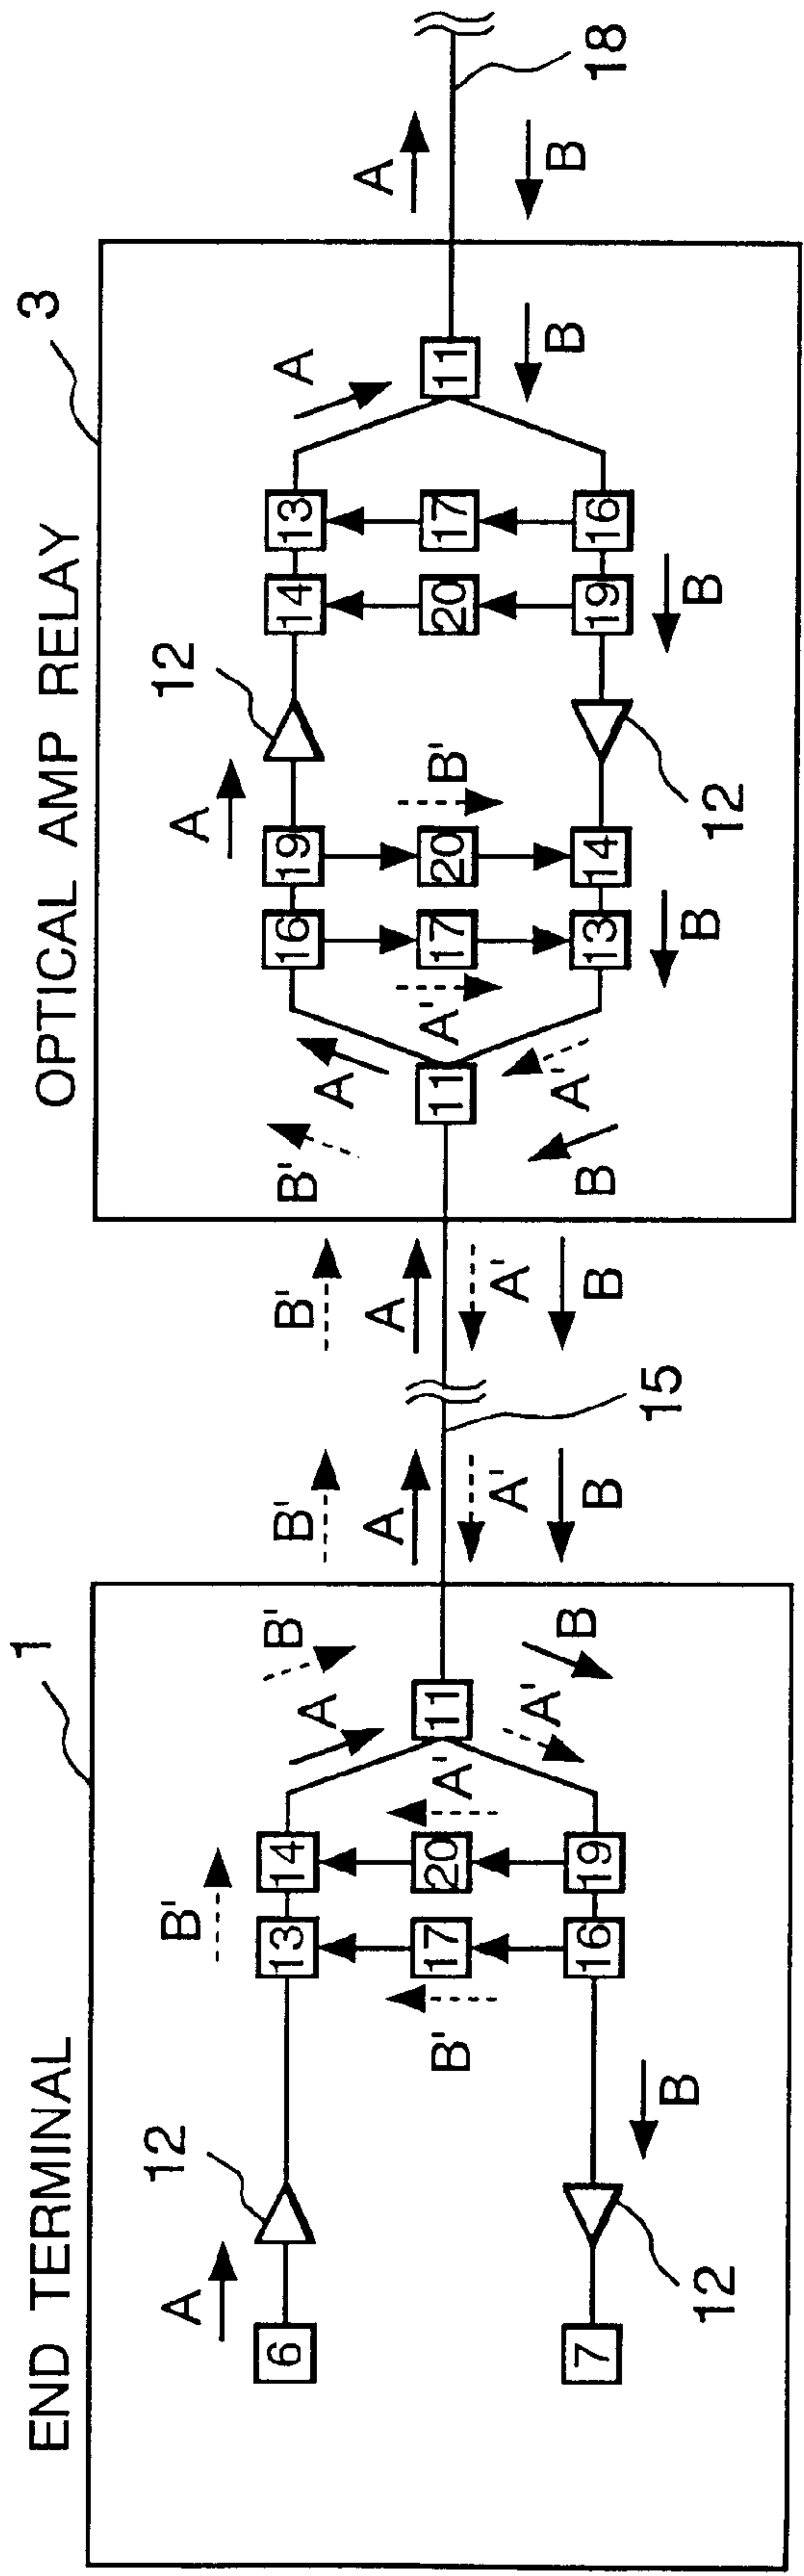 END TERMINAL
1
OPTICAL AMP RELAY
3
A
12
B'
B'
B'
B'
B'
A
12
A
6
13
14
A
A
A
A
16
19
14
13
A
18
B'
17
20
A'
11
15
11
A'
17
20
B'
20
17
11
7
16
19
A'
B
A'
A'
A'
13
14
19
16
12
B
B
B
B
B
B
12
B
B
B